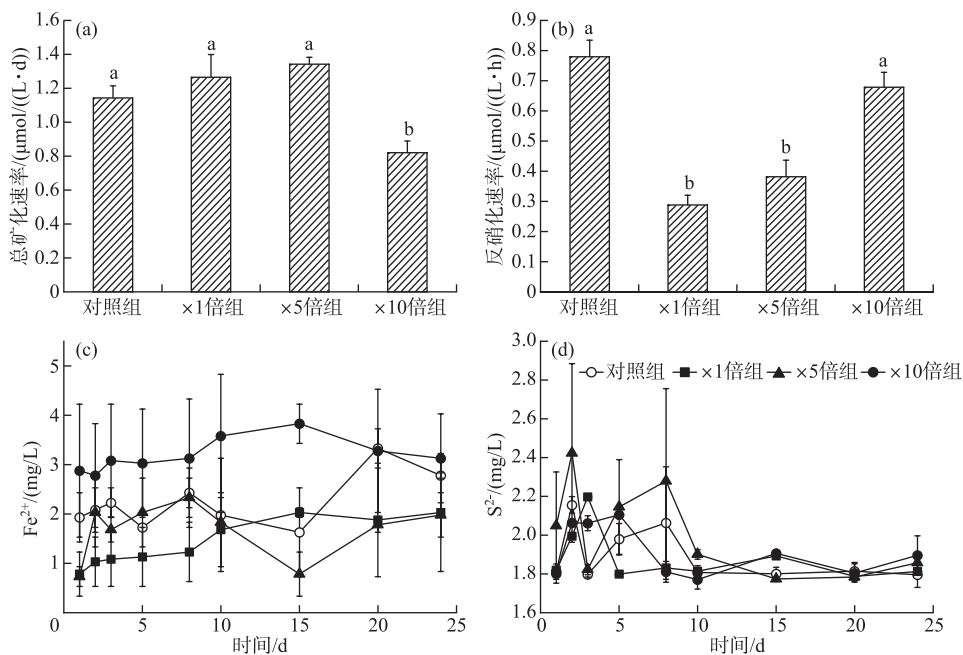 (a)
总矿化速率/(μmol/((L·d))
1.6
1.4
1.2
1.0
0.8
0.6
0.4
0.2
0
a
a
a
b
对照组 ×1倍组 ×5倍组 ×10倍组
(b)
反硝化速率/(μmol/((L·h))
0.9
0.8
0.7
0.6
0.5
0.4
0.3
0.2
0.1
0
a
b
b
a
对照组 ×1倍组 ×5倍组 ×10倍组
(c)
Fe²⁺/(mg/L)
5
4
3
2
1
0 5 10 15 20 25
时间/d
(d)
对照组 ×1倍组 ×5倍组 ×10倍组
S²⁻/(mg/L)
3.0
2.8
2.6
2.4
2.2
2.0
1.8
1.6
0 5 10 15 20 25
时间/d